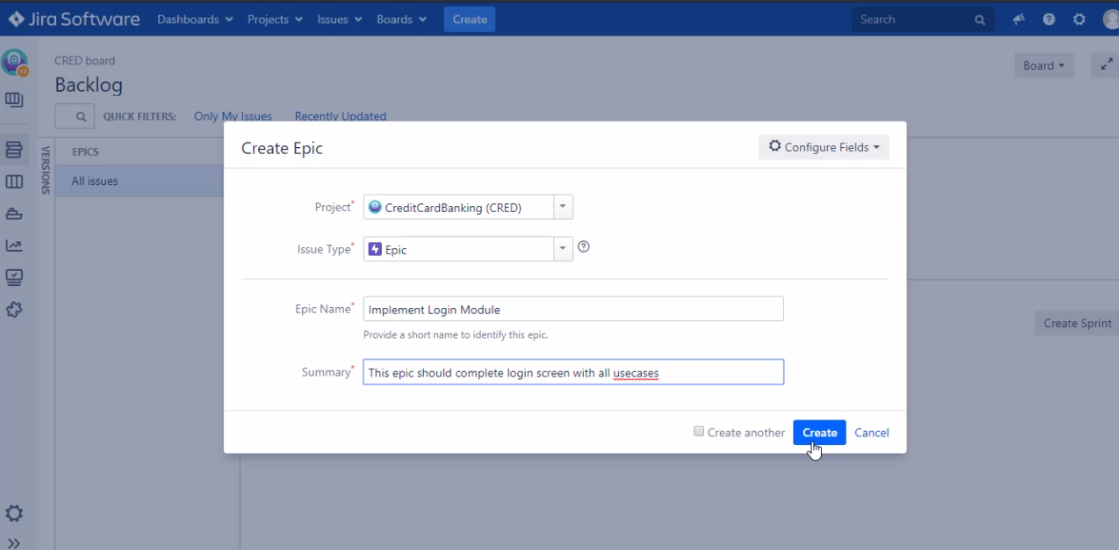 Jira Software Dashboards Projects Issues Boards Create Search
CRED board
Backlog
Board
QUICK FILTERS: Only My Issues Recently Updated
VERSIONS
EPICS
All issues
Create Epic
Configure Fields
Project* CreditCardBanking (CRED)
Issue Type* Epic
Epic Name* Implement Login Module
Provide a short name to identify this epic.
Summary* This epic should complete login screen with all usecases
Create another Create Cancel
Create Sprint